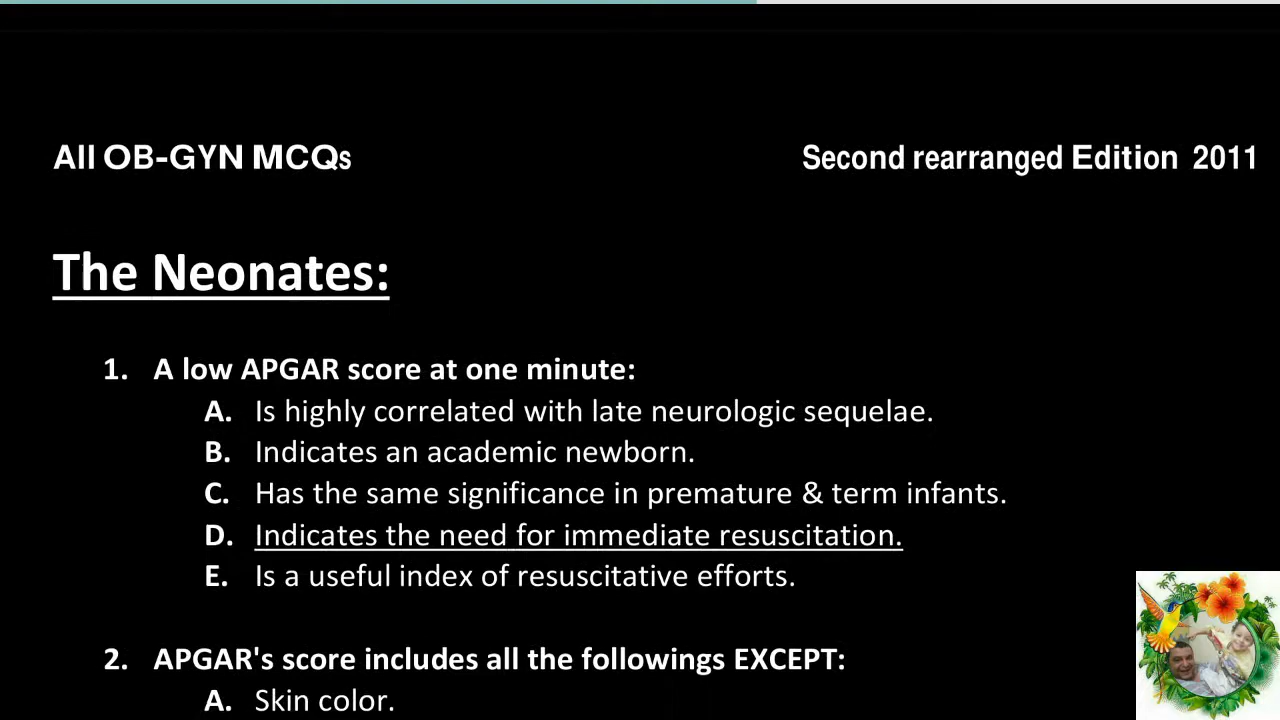 All OB-GYN MCQs Second rearranged Edition 2011
The Neonates:
1. A low APGAR score at one minute:
A. Is highly correlated with late neurologic sequelae.
B. Indicates an academic newborn.
C. Has the same significance in premature & term infants.
D. Indicates the need for immediate resuscitation.
E. Is a useful index of resuscitative efforts.
2. APGAR's score includes all the followings EXCEPT:
A. Skin color.